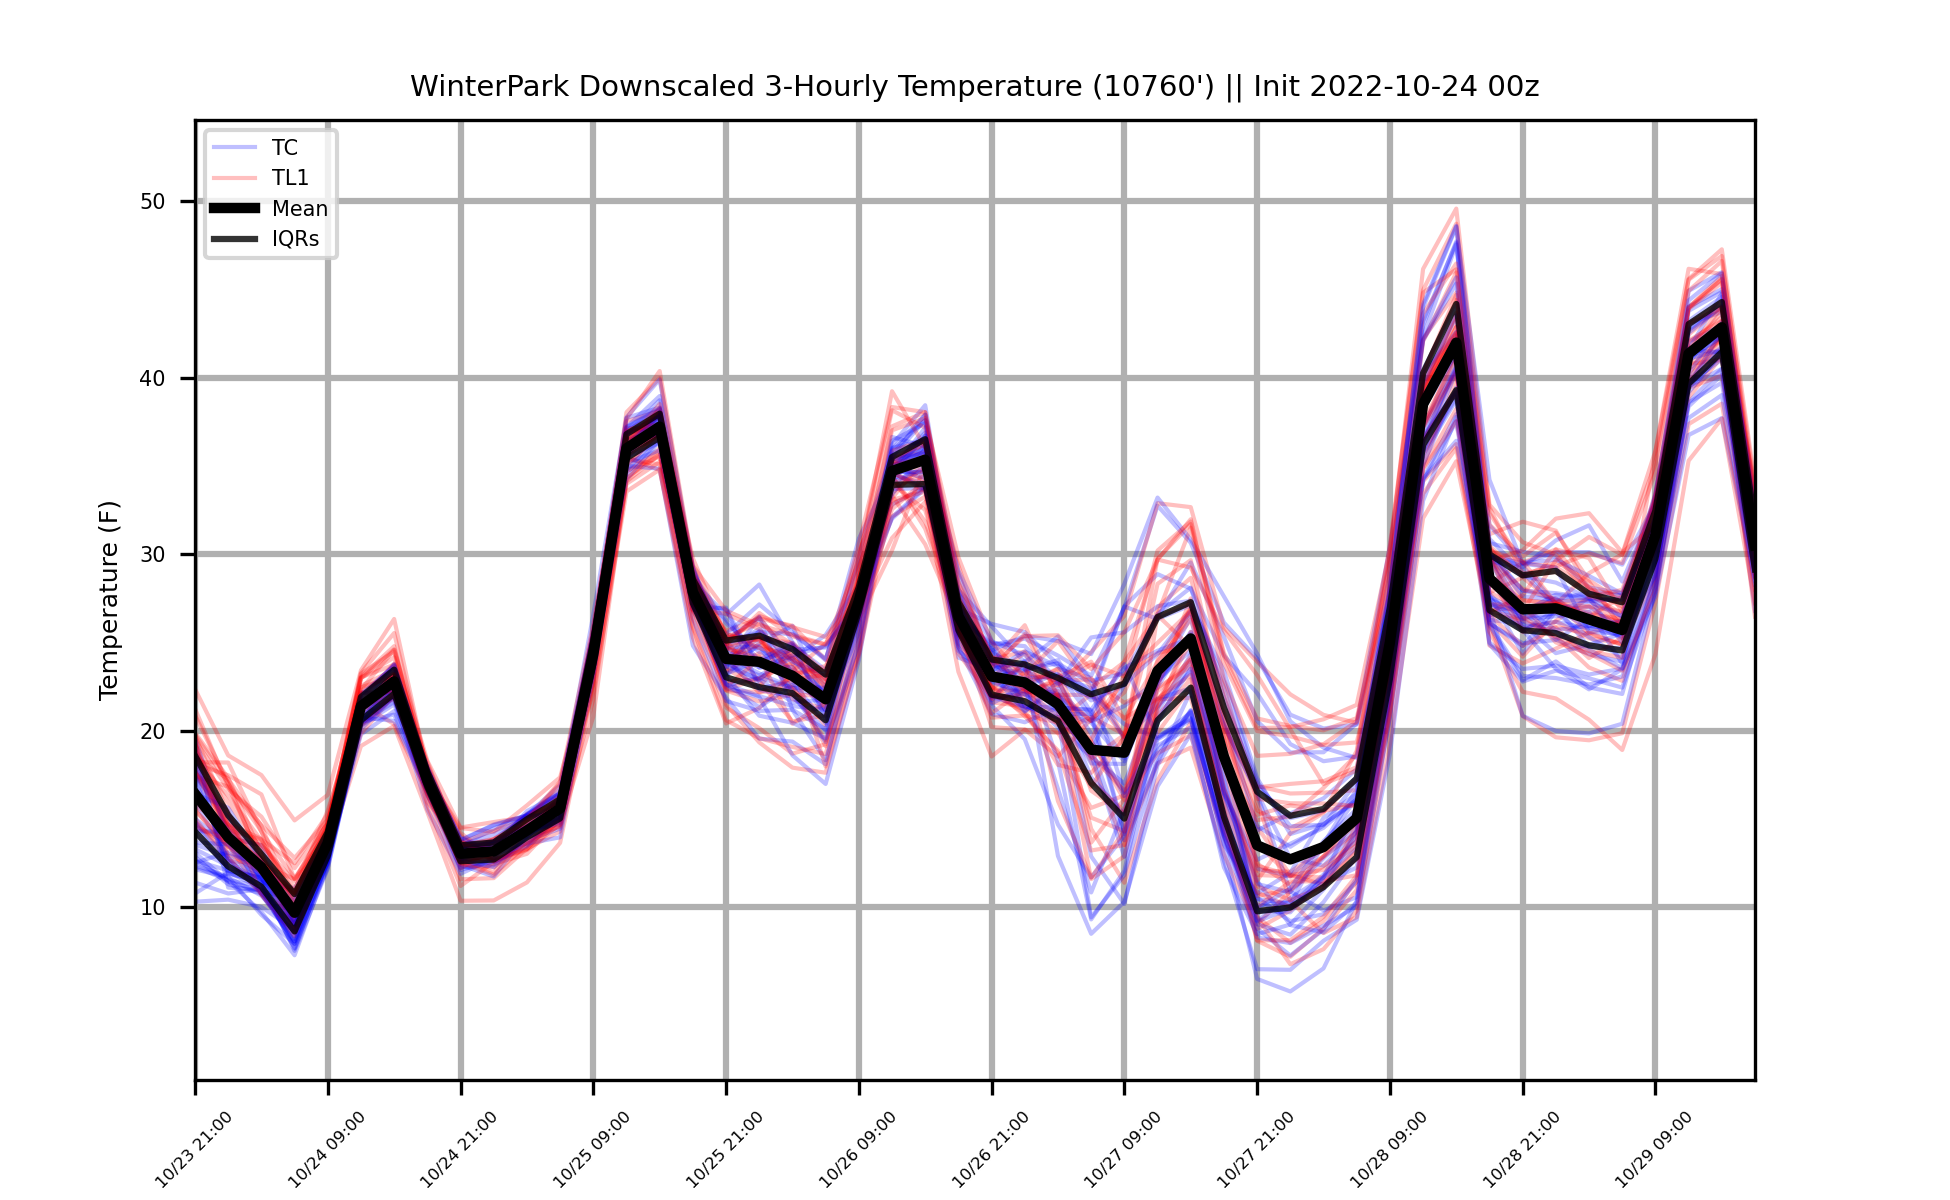 WinterPark Downscaled 3-Hourly Temperature (10760') || Init 2022-10-24 00z
TC
TL1
Mean
IQRs
Temperature (F)
50
40
30
20
10
10/23 21:00
10/24 09:00
10/24 21:00
10/25 09:00
10/25 21:00
10/26 09:00
10/26 21:00
10/27 09:00
10/27 21:00
10/28 09:00
10/28 21:00
10/29 09:00